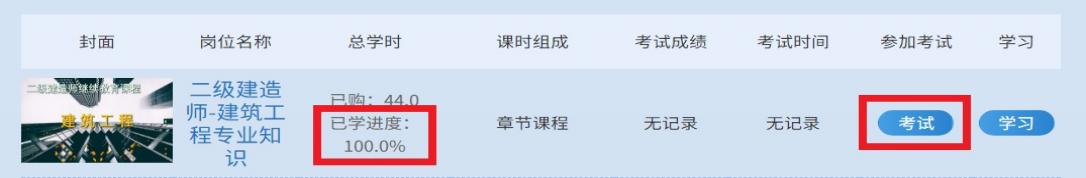 封面 岗位名称 总学时 课时组成 考试成绩 考试时间 参加考试 学习
二级建造师继续教育课程
建筑工程
二级建造
师-建筑工
程专业知
识
已购：44.0
已学进度：
100.0%
章节课程
无记录
无记录
考试
学习